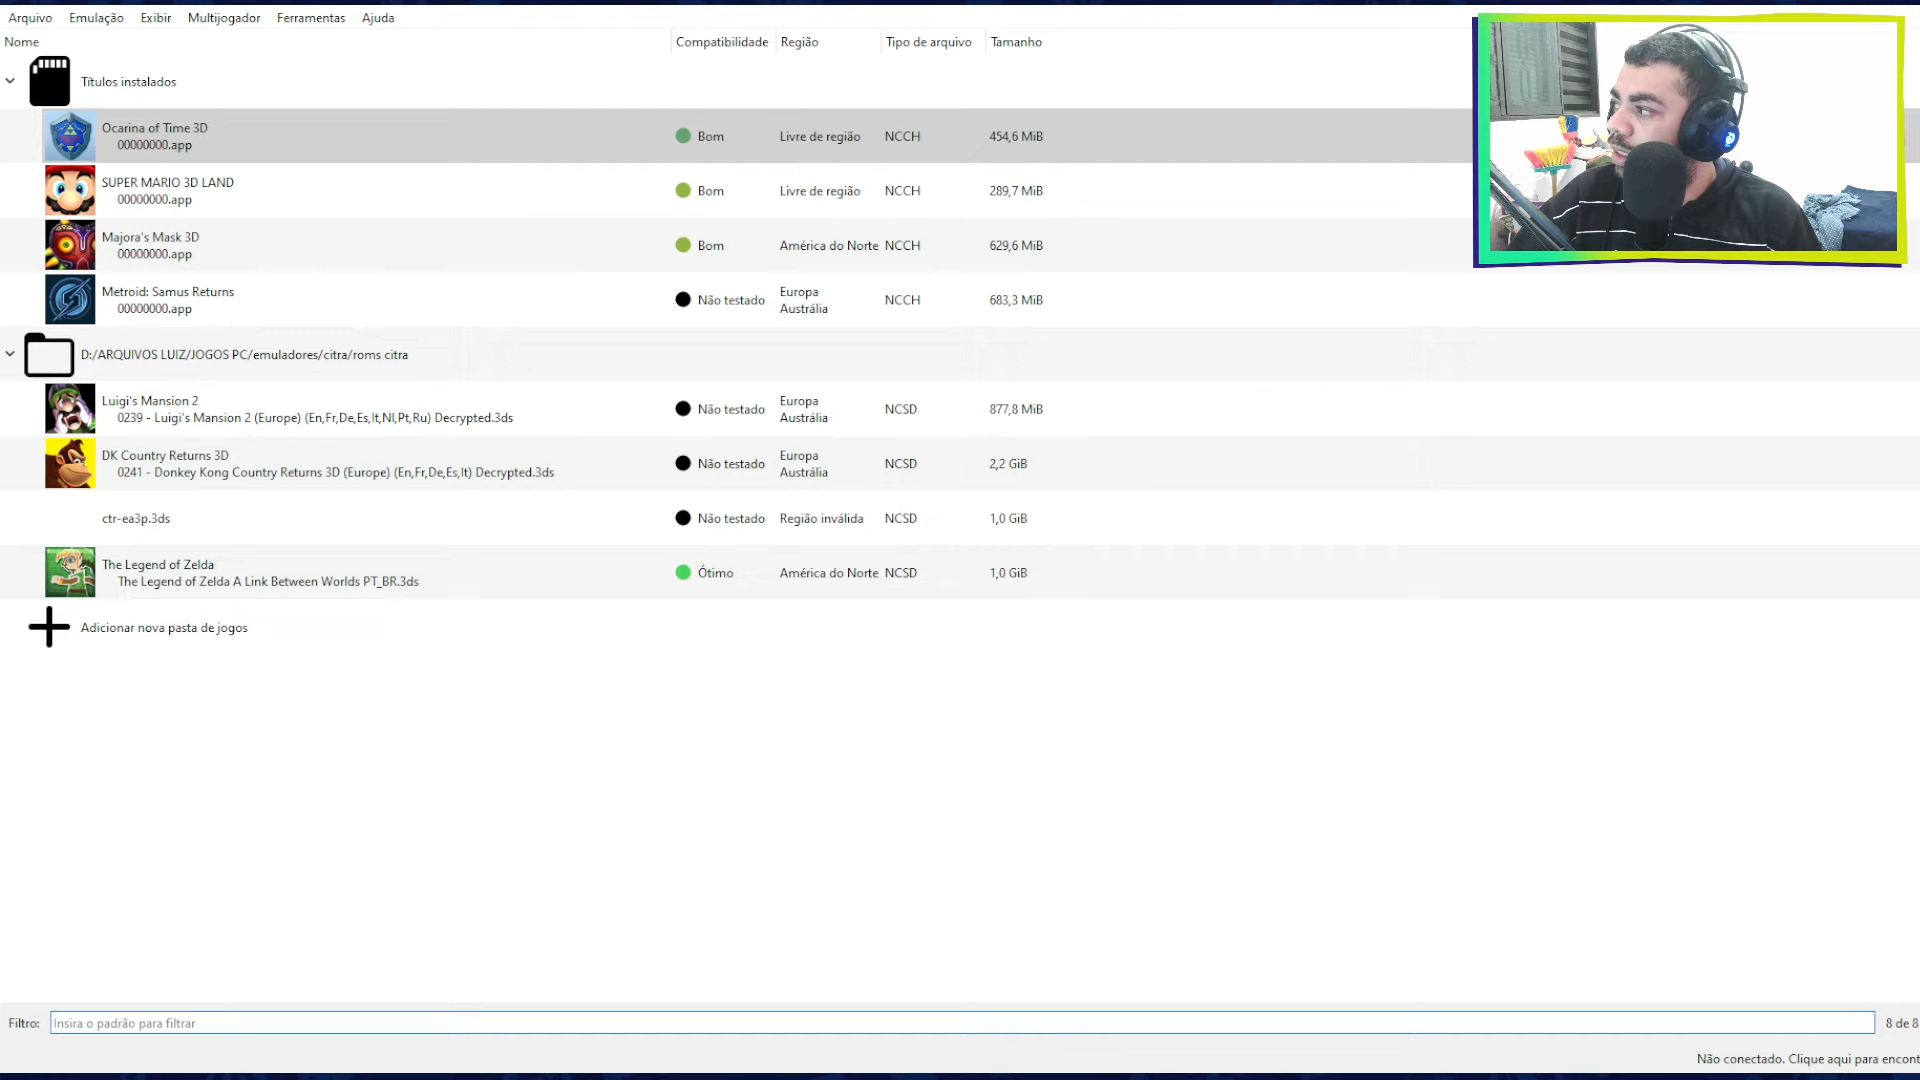 Arquivo Emulação Exibir Multijogador Ferramentas Ajuda
Nome Compatibilidade Região Tipo de arquivo Tamanho
Títulos instalados
Ocarina of Time 3D
00000000.app
Bom Livre de região NCCH 454,6 MiB
SUPER MARIO 3D LAND
00000000.app
Bom Livre de região NCCH 289,7 MiB
Majora's Mask 3D
00000000.app
Bom América do Norte NCCH 629,6 MiB
Metroid: Samus Returns
00000000.app
Não testado Europa
Austrália
NCCH 683,3 MiB
D:/ARQUIVOS LUIZ/JOGOS PC/emuladores/citra/roms citra
Luigi's Mansion 2
0239 - Luigi's Mansion 2 (Europe) (En,Fr,De,Es,It,Nl,Pt,Ru) Decrypted.3ds
Não testado Europa
Austrália
NCSD 877,8 MiB
DK Country Returns 3D
0241 - Donkey Kong Country Returns 3D (Europe) (En,Fr,De,Es,It) Decrypted.3ds
Não testado Europa
Austrália
NCSD 2,2 GiB
ctr-ea3p.3ds Não testado Região inválida NCSD 1,0 GiB
The Legend of Zelda
The Legend of Zelda A Link Between Worlds PT_BR.3ds
Ótimo América do Norte NCSD 1,0 GiB
Adicionar nova pasta de jogos
Filtro: Insira o padrão para filtrar 8 de 8
Não conectado. Clique aqui para encont